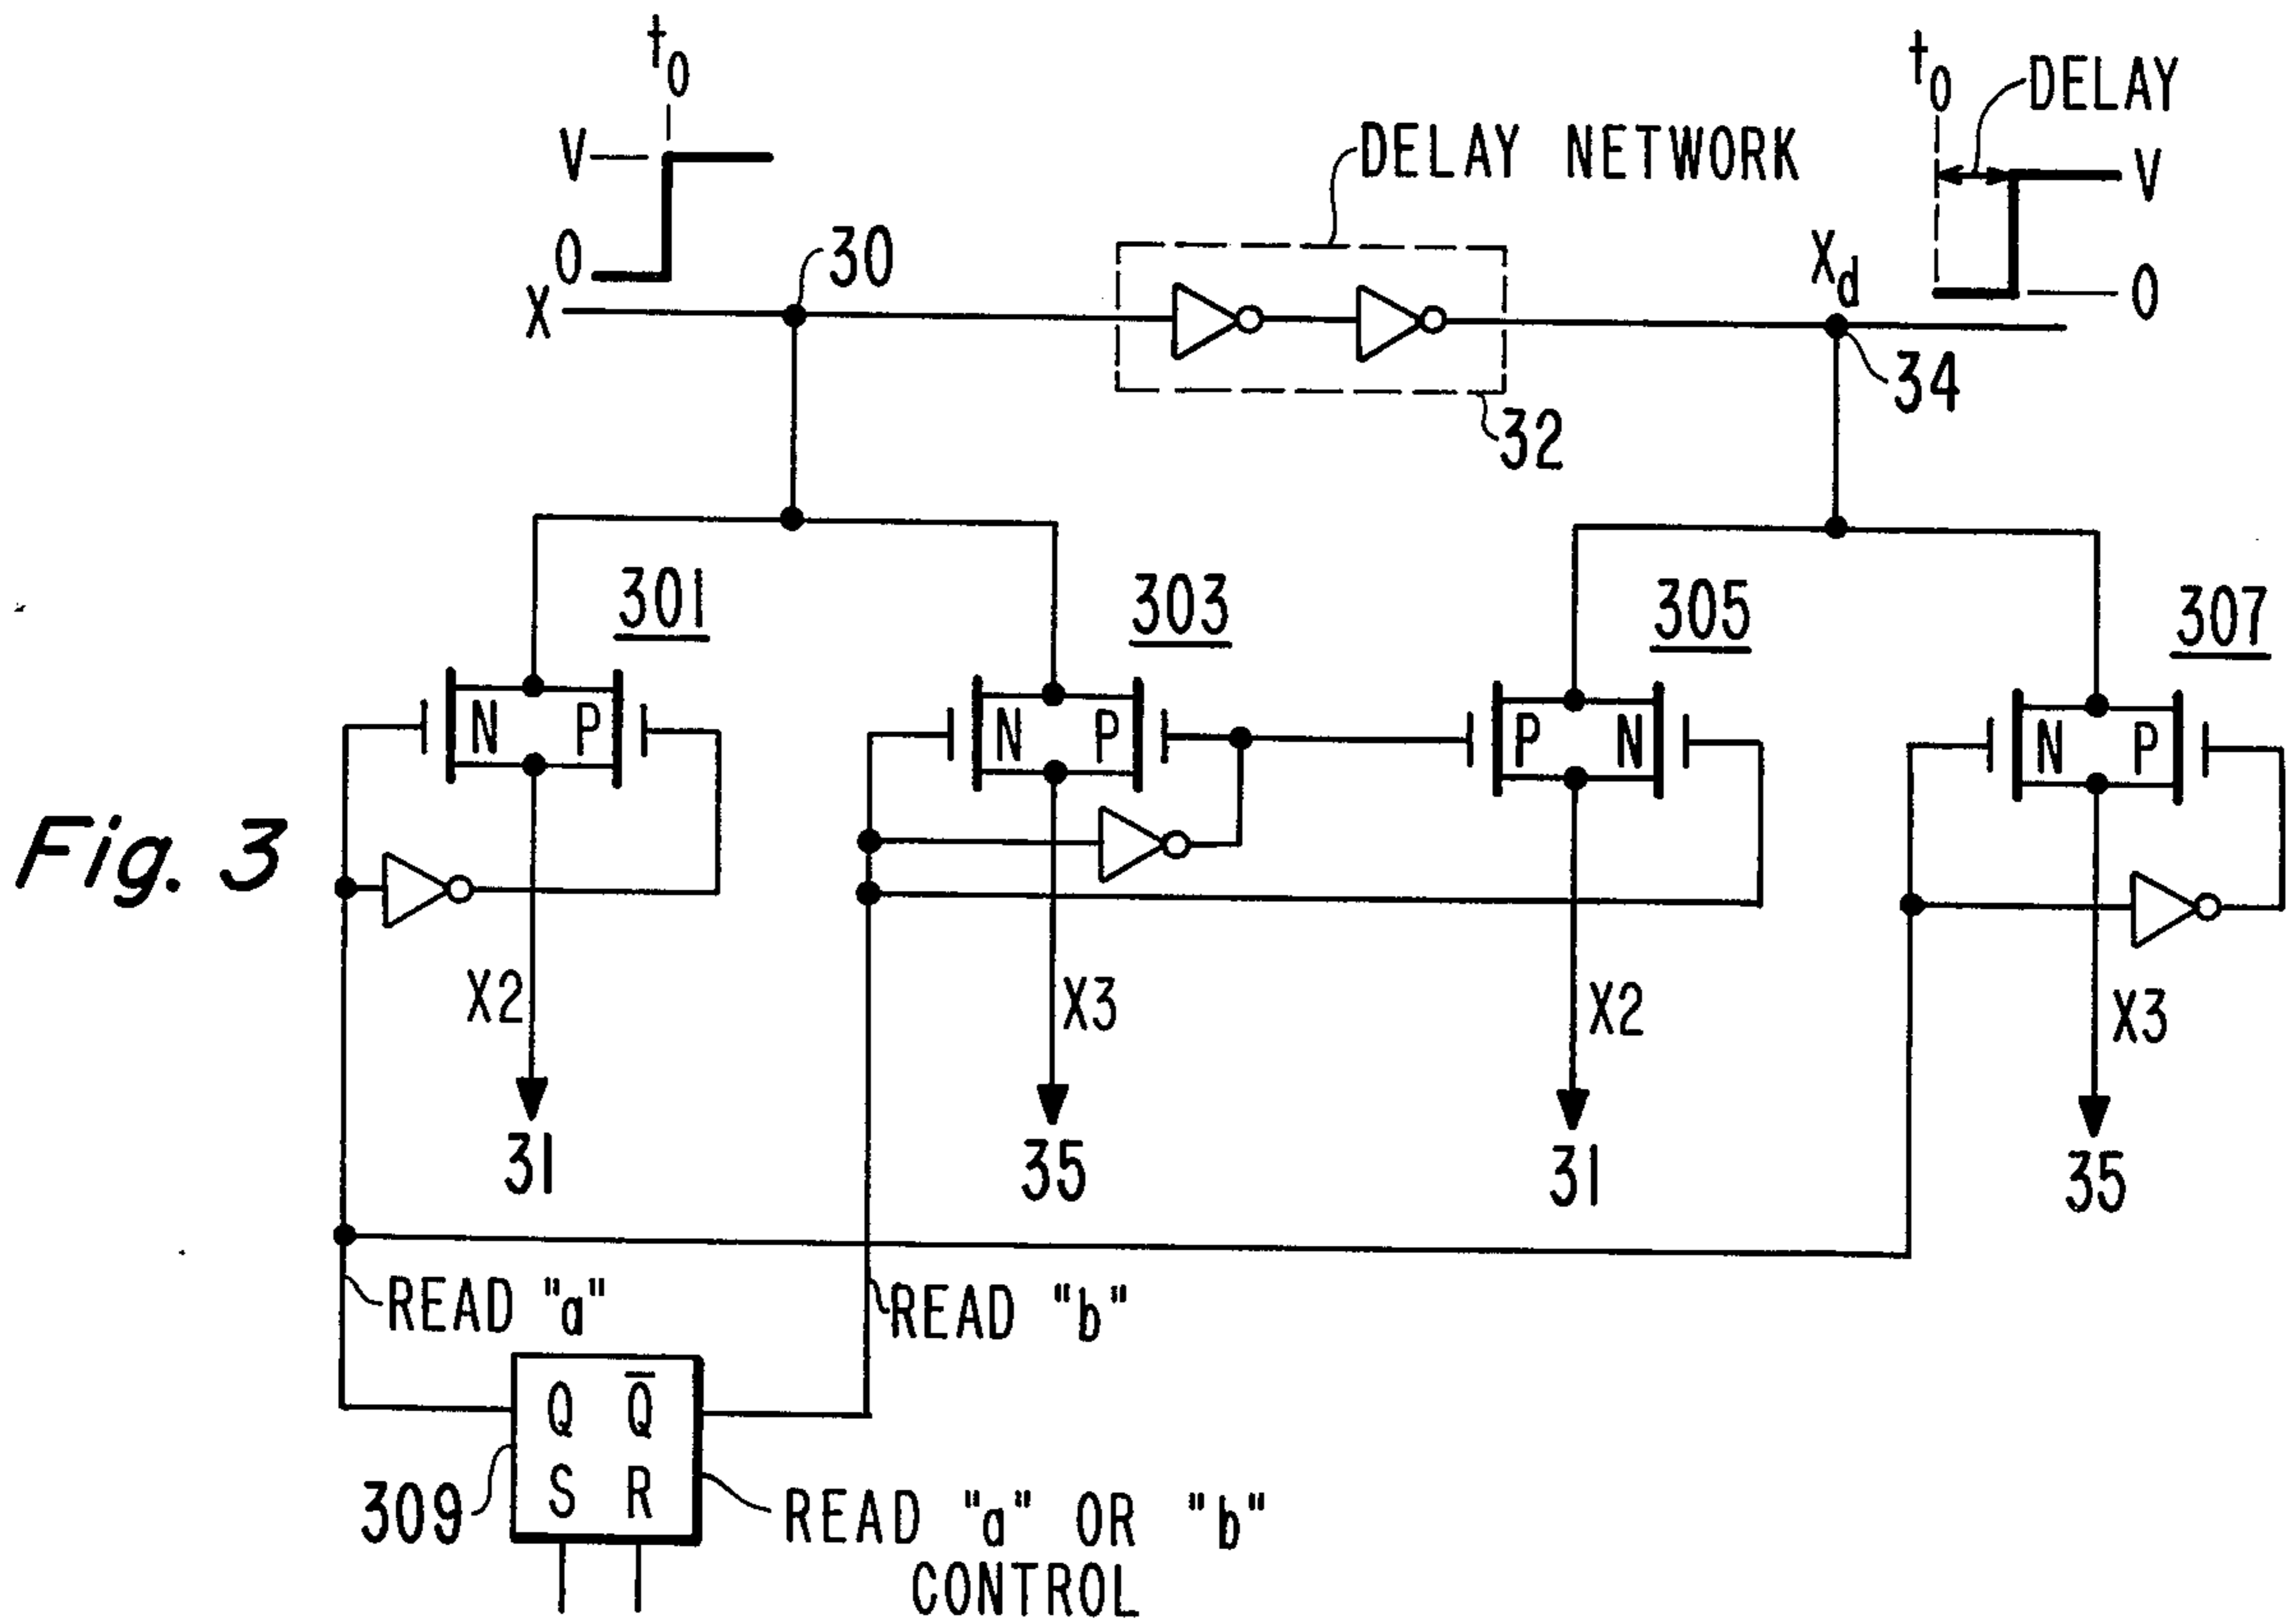 t0
t0
DELAY
V
DELAY NETWORK
V
0
30
Xd
0
X
34
32
301
303
305
307
N P
N P
P N
N P
Fig. 3
X2
X3
X2
X3
31
35
31
35
READ "a"
READ "b"
Q Q̅
S R
309
READ "a" OR "b"
CONTROL